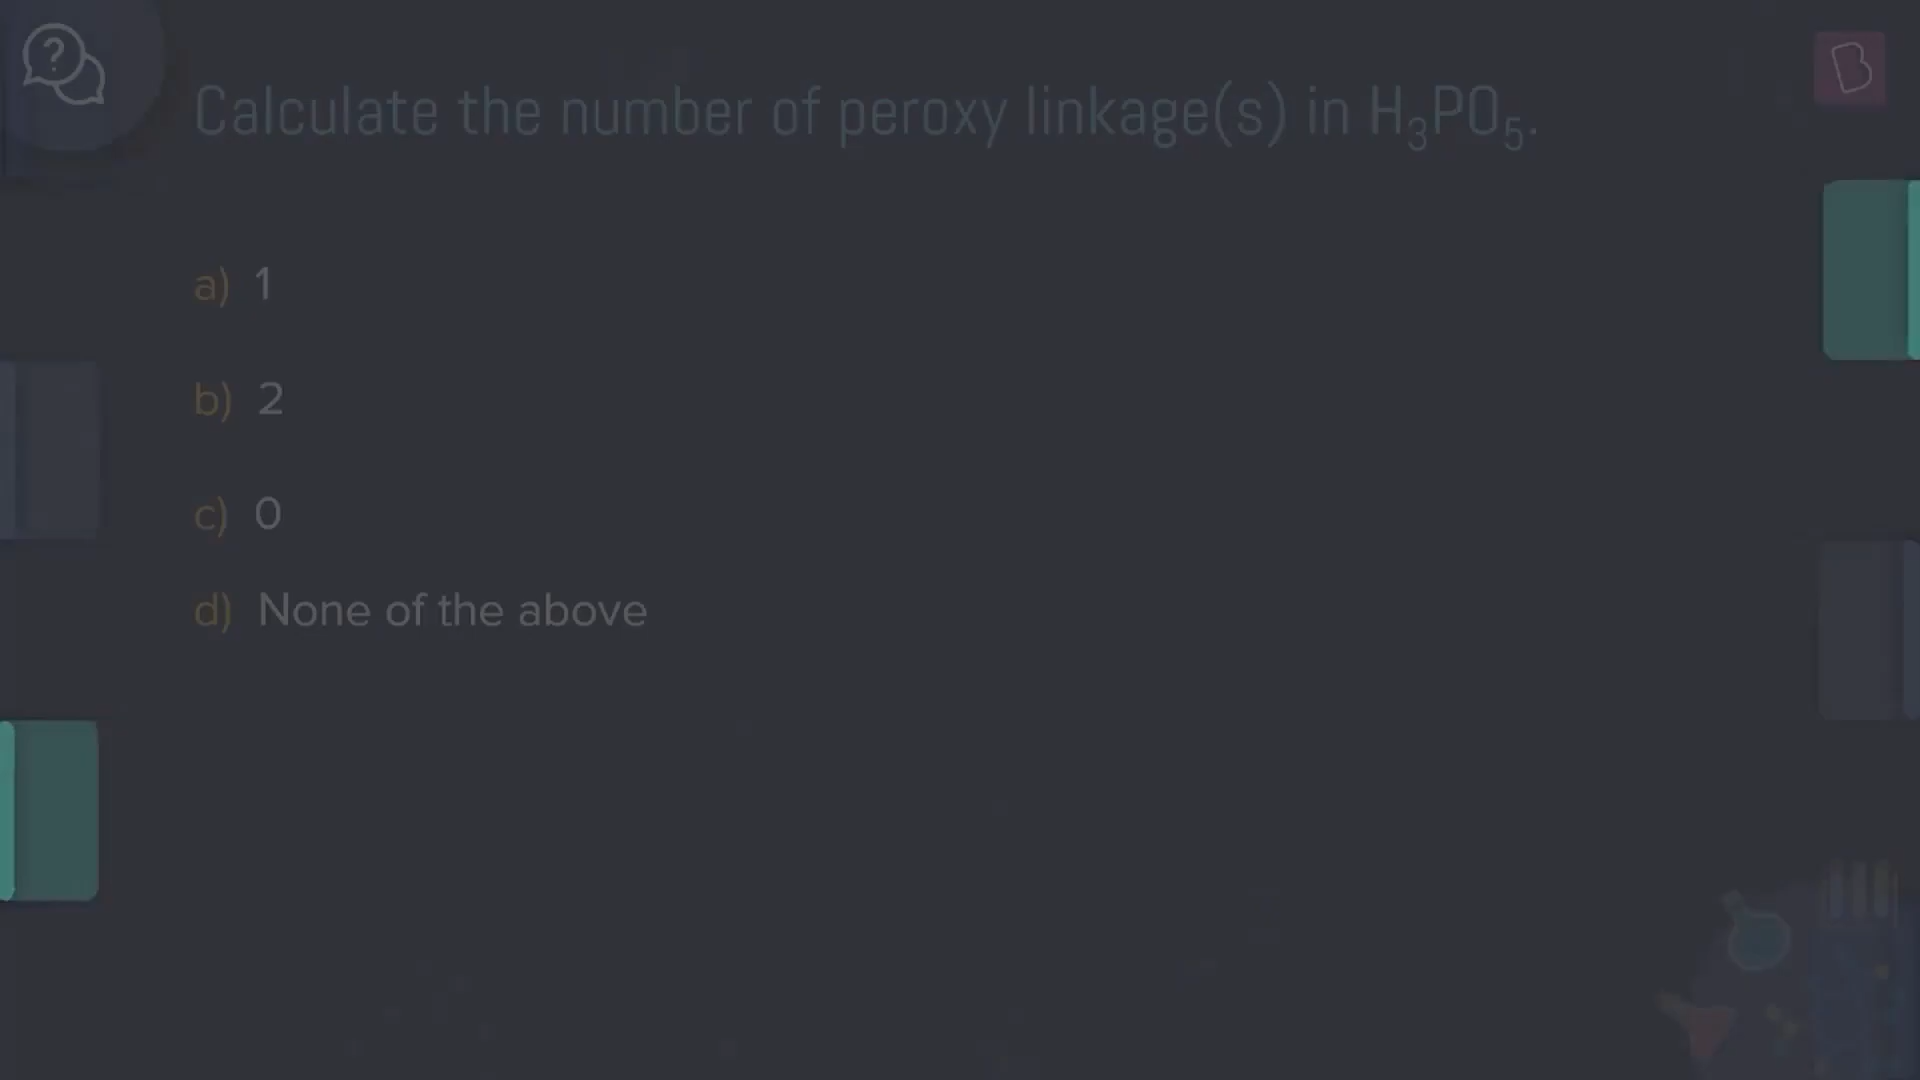 Calculate the number of peroxy linkage(s) in H₃PO₅.
a) 1
b) 2
c) 0
d) None of the above